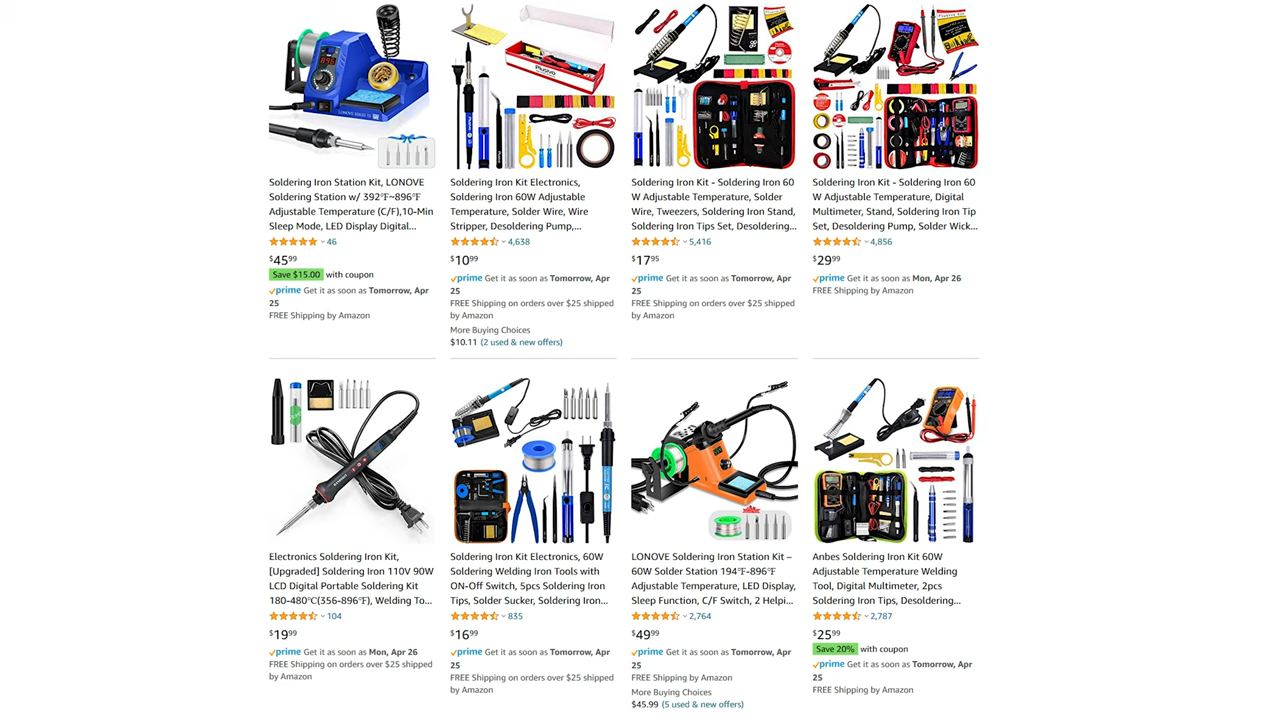 Soldering Iron Station Kit, LONOVE
Soldering Station w/ 392℉~896℉
Adjustable Temperature (C/F),10-Min
Sleep Mode, LED Display Digital...
46
$45⁹⁹
Save $15.00 with coupon
prime Get it as soon as Tomorrow, Apr
25
FREE Shipping by Amazon
Soldering Iron Kit Electronics,
Soldering Iron 60W Adjustable
Temperature, Solder Wire, Wire
Stripper, Desoldering Pump,...
4,638
$10⁹⁹
prime Get it as soon as Tomorrow, Apr
25
FREE Shipping on orders over $25 shipped
by Amazon
More Buying Choices
$10.11 (2 used & new offers)
Soldering Iron Kit - Soldering Iron 60
W Adjustable Temperature, Solder
Wire, Tweezers, Soldering Iron Stand,
Soldering Iron Tips Set, Desoldering...
5,416
$17⁹⁵
prime Get it as soon as Tomorrow, Apr
25
FREE Shipping on orders over $25 shipped
by Amazon
Soldering Iron Kit - Soldering Iron 60
W Adjustable Temperature, Digital
Multimeter, Stand, Soldering Iron Tip
Set, Desoldering Pump, Solder Wick...
4,856
$29⁹⁹
prime Get it as soon as Mon, Apr 26
FREE Shipping by Amazon
Electronics Soldering Iron Kit,
[Upgraded] Soldering Iron 110V 90W
LCD Digital Portable Soldering Kit
180-480℃(356-896℉), Welding To...
104
$19⁹⁹
prime Get it as soon as Mon, Apr 26
FREE Shipping on orders over $25 shipped
by Amazon
Soldering Iron Kit Electronics, 60W
Soldering Welding Iron Tools with
ON-Off Switch, 5pcs Soldering Iron
Tips, Solder Sucker, Soldering Iron...
835
$16⁹⁹
prime Get it as soon as Tomorrow, Apr
25
FREE Shipping on orders over $25 shipped
by Amazon
LONOVE Soldering Iron Station Kit –
60W Solder Station 194℉-896℉
Adjustable Temperature, LED Display,
Sleep Function, C/F Switch, 2 Helpi...
2,764
$49⁹⁹
prime Get it as soon as Tomorrow, Apr
25
FREE Shipping by Amazon
More Buying Choices
$45.99 (5 used & new offers)
Anbes Soldering Iron Kit 60W
Adjustable Temperature Welding
Tool, Digital Multimeter, 2pcs
Soldering Iron Tips, Desoldering...
2,787
$25⁹⁹
Save 20% with coupon
prime Get it as soon as Tomorrow, Apr
25
FREE Shipping by Amazon